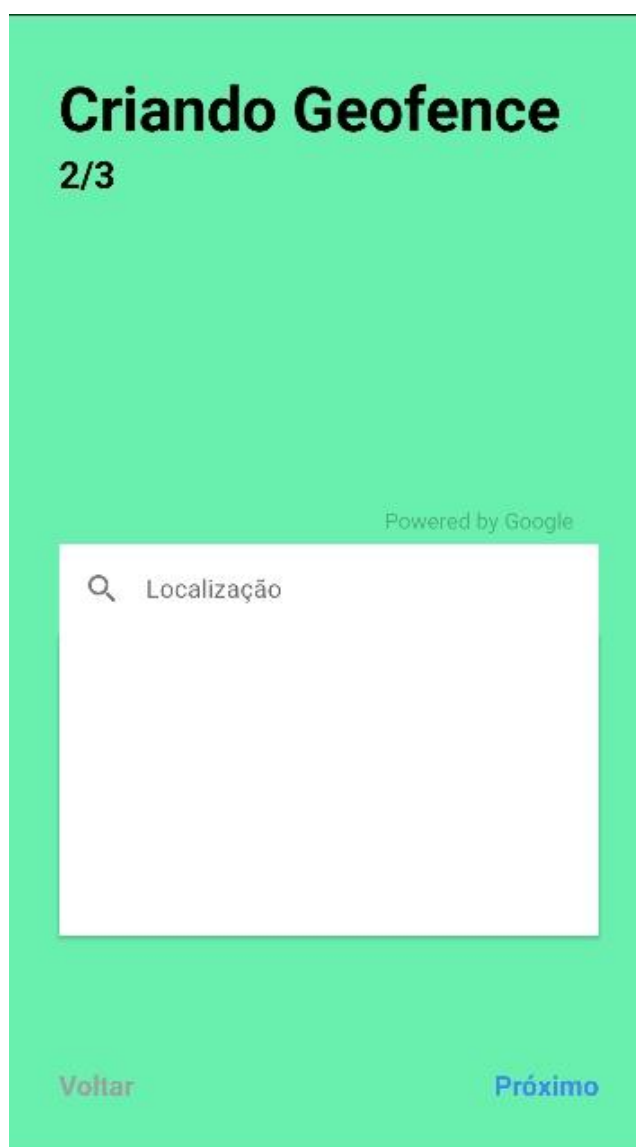 Criando Geofence
2/3
Powered by Google
Localização
Voltar
Próximo